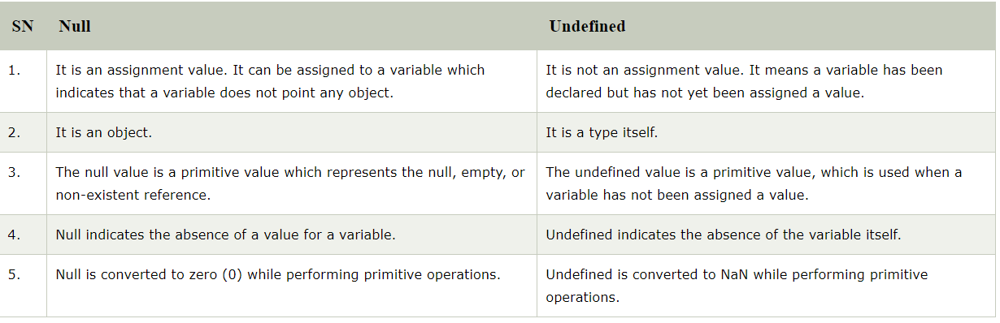 SN Null Undefined
1. It is an assignment value. It can be assigned to a variable which
indicates that a variable does not point any object.
It is not an assignment value. It means a variable has been
declared but has not yet been assigned a value.
2. It is an object. It is a type itself.
3. The null value is a primitive value which represents the null, empty, or
non-existent reference.
The undefined value is a primitive value, which is used when a
variable has not been assigned a value.
4. Null indicates the absence of a value for a variable. Undefined indicates the absence of the variable itself.
5. Null is converted to zero (0) while performing primitive operations.
Undefined is converted to NaN while performing primitive
operations.